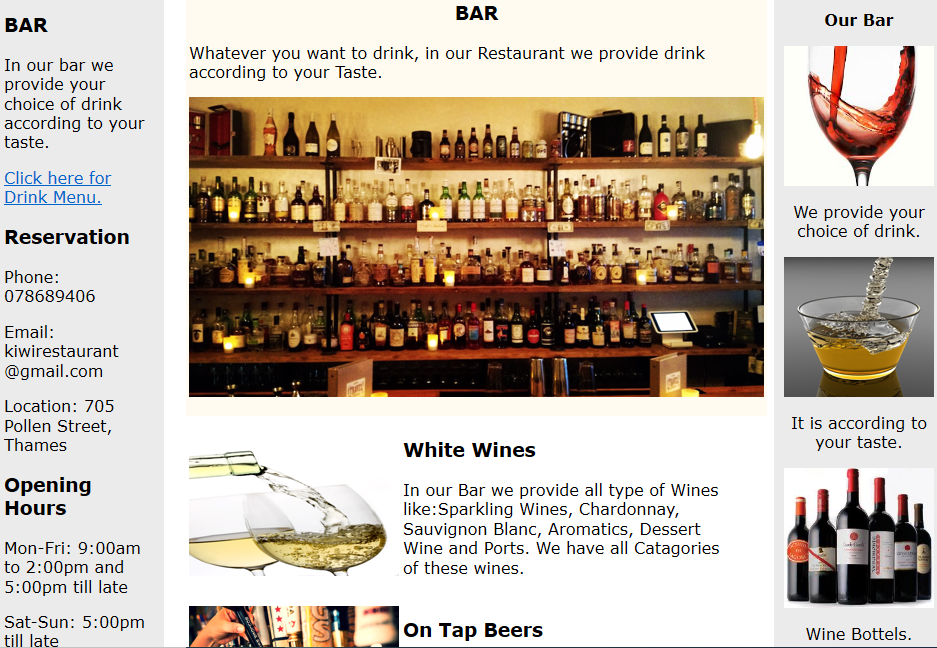 BAR
In our bar we
provide your
choice of drink
according to your
taste.
Click here for
Drink Menu.
Reservation
Phone:
078689406
Email:
kiwirestaurant
@gmail.com
Location: 705
Pollen Street,
Thames
Opening
Hours
Mon-Fri: 9:00am
to 2:00pm and
5:00pm till late
Sat-Sun: 5:00pm
till late
BAR
Whatever you want to drink, in our Restaurant we provide drink
according to your Taste.
White Wines
In our Bar we provide all type of Wines
like:Sparkling Wines, Chardonnay,
Sauvignon Blanc, Aromatics, Dessert
Wine and Ports. We have all Catagories
of these wines.
On Tap Beers
Our Bar
We provide your
choice of drink.
It is according to
your taste.
Wine Bottels.